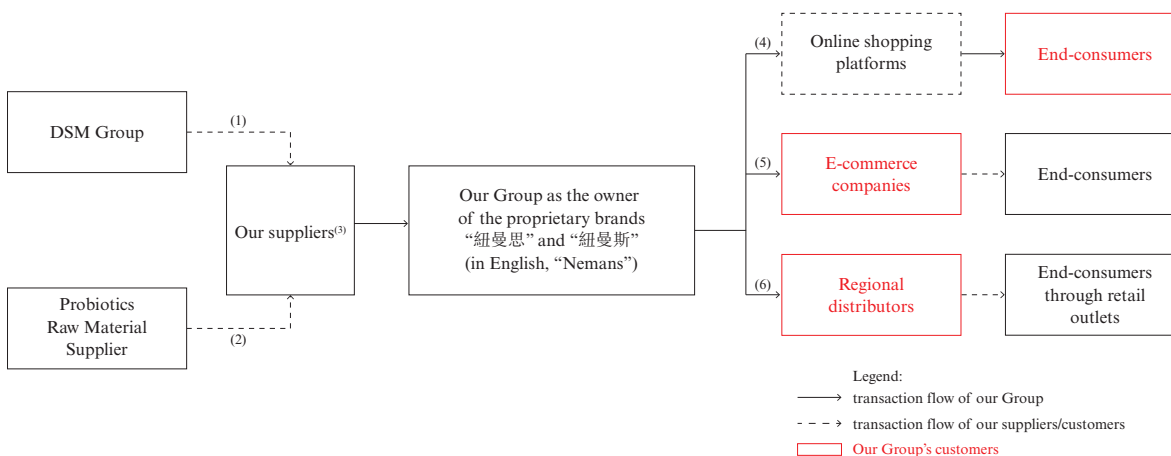 DSM Group
(1)
Probiotics
Raw Material
Supplier
(2)
Our suppliers(3)
Our Group as the owner
of the proprietary brands
“紐曼思” and “紐曼斯”
(in English, “Nemans”)
(4)
Online shopping
platforms
End-consumers
(5)
E-commerce
companies
End-consumers
(6)
Regional
distributors
End-consumers
through retail
outlets
Legend:
transaction flow of our Group
transaction flow of our suppliers/customers
Our Group's customers